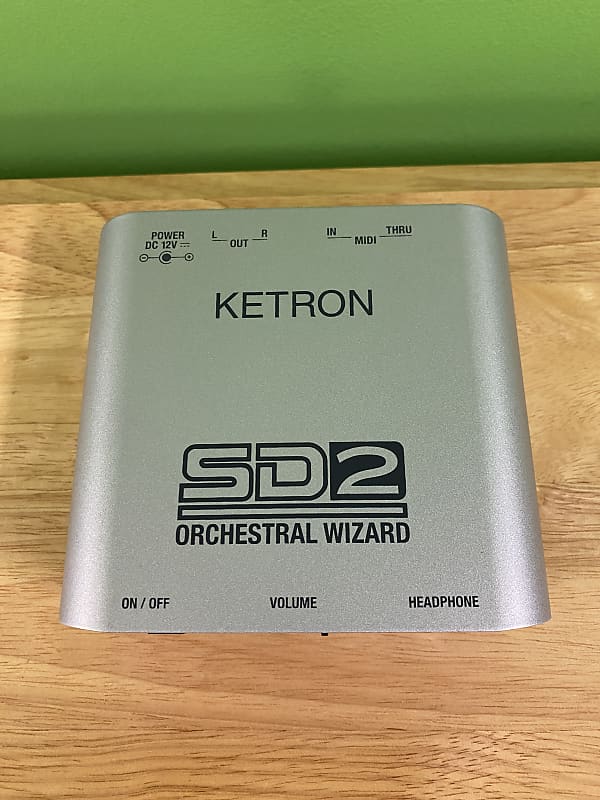 POWER
DC 12V
L OUT R
IN MIDI THRU
KETRON
SD2
ORCHESTRAL WIZARD
ON / OFF VOLUME HEADPHONE